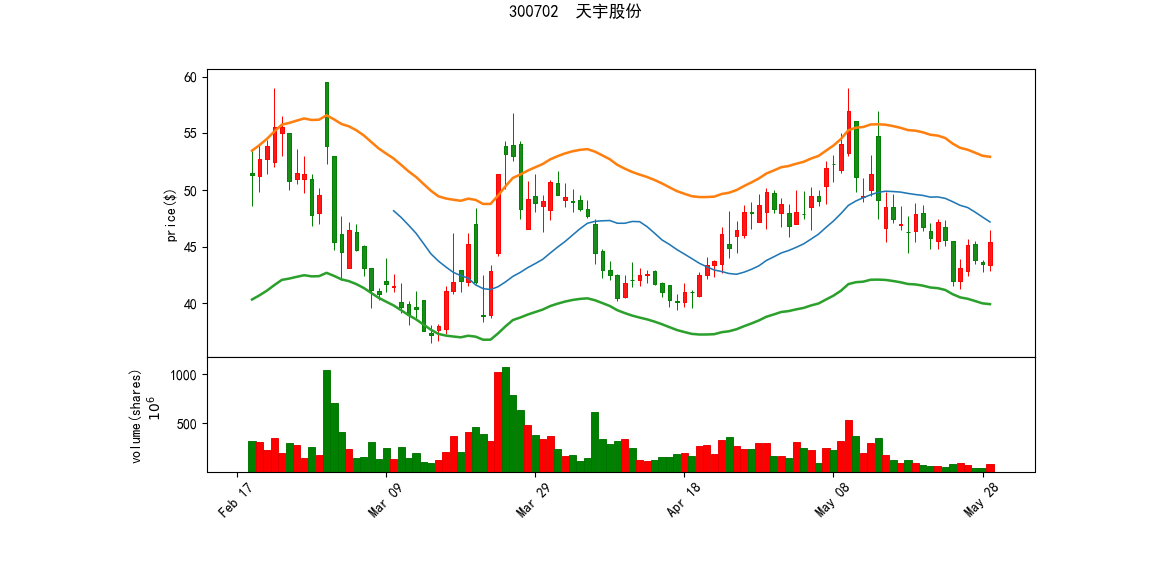 300702 天宇股份
60
55
50
45
40
price($)
1000
500
volume(shares)
10^6
Feb 17
Mar 09
Mar 29
Apr 18
May 08
May 28